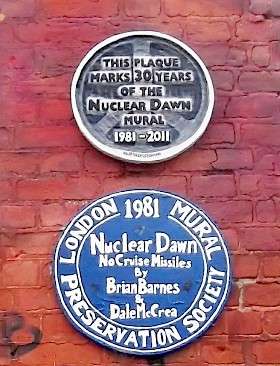 THIS PLAQUE
MARKS 30 YEARS
OF THE
NUCLEAR DAWN
MURAL
1981-2011
LONDON 1981 MURAL
PRESERVATION SOCIETY
Nuclear Dawn
No Cruise Missiles
By
Brian Barnes
&
Dale McCrea